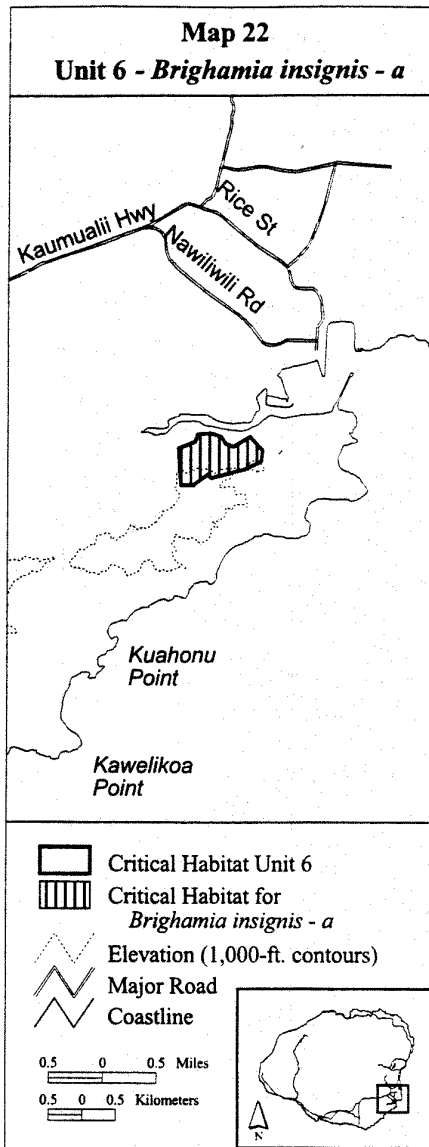 Map 22
Unit 6 - Brighamia insignis - a
Rice St
Kaumualii Hwy
Nawiliwili Rd
Kuahonu
Point
Kawelikoa
Point
Critical Habitat Unit 6
Critical Habitat for
Brighamia insignis - a
Elevation (1,000-ft. contours)
Major Road
Coastline
0.5 0 0.5 Miles
0.5 0 0.5 Kilometers
N